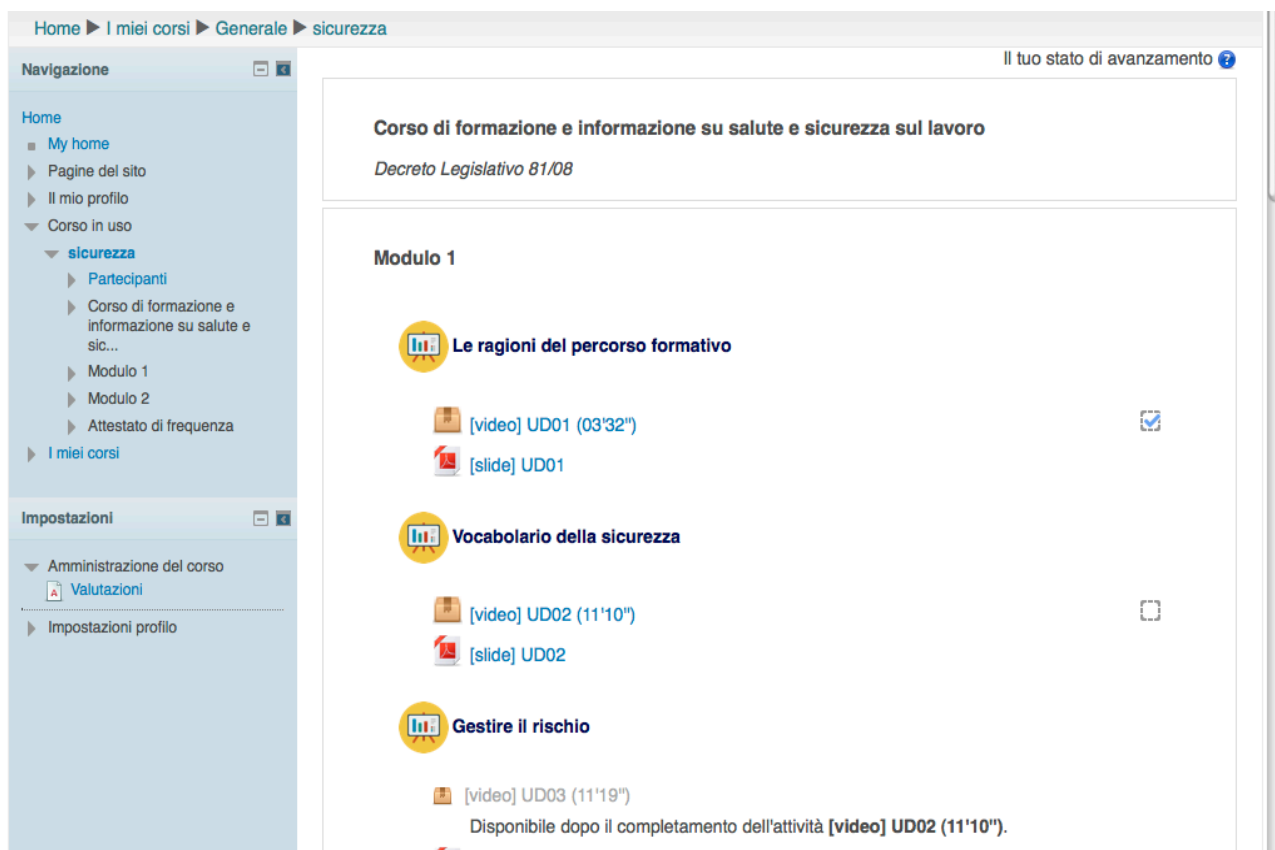 Home ▶ I miei corsi ▶ Generale ▶ sicurezza
Navigazione
Home
My home
Pagine del sito
Il mio profilo
Corso in uso
sicurezza
Partecipanti
Corso di formazione e
informazione su salute e
sic...
Modulo 1
Modulo 2
Attestato di frequenza
I miei corsi
Impostazioni
Amministrazione del corso
Valutazioni
Impostazioni profilo
Il tuo stato di avanzamento
Corso di formazione e informazione su salute e sicurezza sul lavoro
Decreto Legislativo 81/08
Modulo 1
Le ragioni del percorso formativo
[video] UD01 (03'32")
[slide] UD01
Vocabolario della sicurezza
[video] UD02 (11'10")
[slide] UD02
Gestire il rischio
[video] UD03 (11'19")
Disponibile dopo il completamento dell'attività [video] UD02 (11'10").